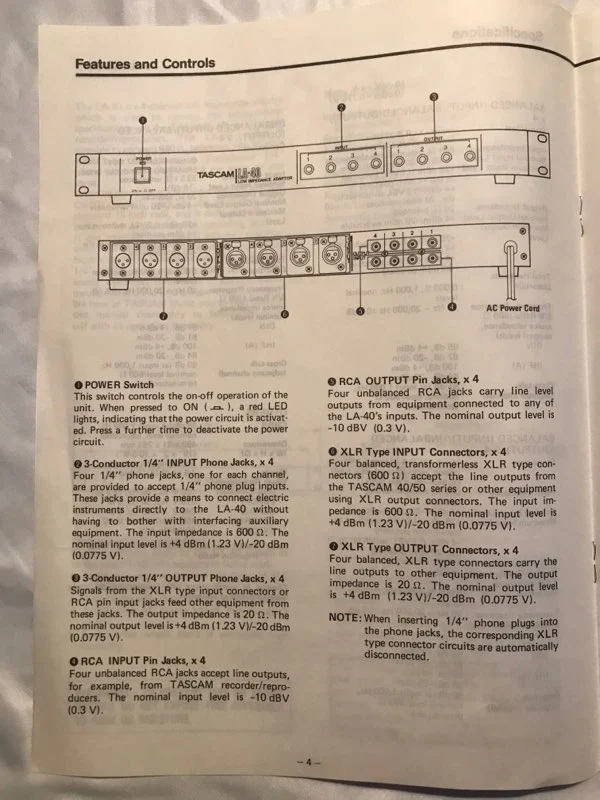 Features and Controls
❶
❷
❸
POWER
INPUT
OUTPUT
1 2 3 4
1 2 3 4
TASCAM LA-40
LOW IMPEDANCE ADAPTOR
4 3 2 1
❼
❻
❺
❹
AC Power Cord
❶ POWER Switch
This switch controls the on-off operation of the
unit. When pressed to ON ( ), a red LED
lights, indicating that the power circuit is activat-
ed. Press a further time to deactivate the power
circuit.
❷ 3-Conductor 1/4" INPUT Phone Jacks, x 4
Four 1/4" phone jacks, one for each channel,
are provided to accept 1/4" phone plug inputs.
These jacks provide a means to connect electric
instruments directly to the LA-40 without
having to bother with interfacing auxiliary
equipment. The input impedance is 600 Ω. The
nominal input level is +4 dBm (1.23 V)/-20 dBm
(0.0775 V).
❸ 3-Conductor 1/4" OUTPUT Phone Jacks, x 4
Signals from the XLR type input connectors or
RCA pin input jacks feed other equipment from
these jacks. The output impedance is 20 Ω. The
nominal output level is +4 dBm (1.23 V)/-20 dBm
(0.0775 V).
❹ RCA INPUT Pin Jacks, x 4
Four unbalanced RCA jacks accept line outputs,
for example, from TASCAM recorder/repro-
ducers. The nominal input level is -10 dBV
(0.3 V).
❺ RCA OUTPUT Pin Jacks, x 4
Four unbalanced RCA jacks carry line level
outputs from equipment connected to any of
the LA-40's inputs. The nominal output level is
-10 dBV (0.3 V).
❻ XLR Type INPUT Connectors, x 4
Four balanced, transformerless XLR type con-
nectors (600 Ω) accept the line outputs from
the TASCAM 40/50 series or other equipment
using XLR output connectors. The input im-
pedance is 600 Ω. The nominal input level is
+4 dBm (1.23 V)/-20 dBm (0.0775 V).
❼ XLR Type OUTPUT Connectors, x 4
Four balanced, XLR type connectors carry the
line outputs to other equipment. The output
impedance is 20 Ω. The nominal output level
is +4 dBm (1.23 V)/-20 dBm (0.0775 V).
NOTE: When inserting 1/4" phone plugs into
the phone jacks, the corresponding XLR
type connector circuits are automatically
disconnected.
– 4 –